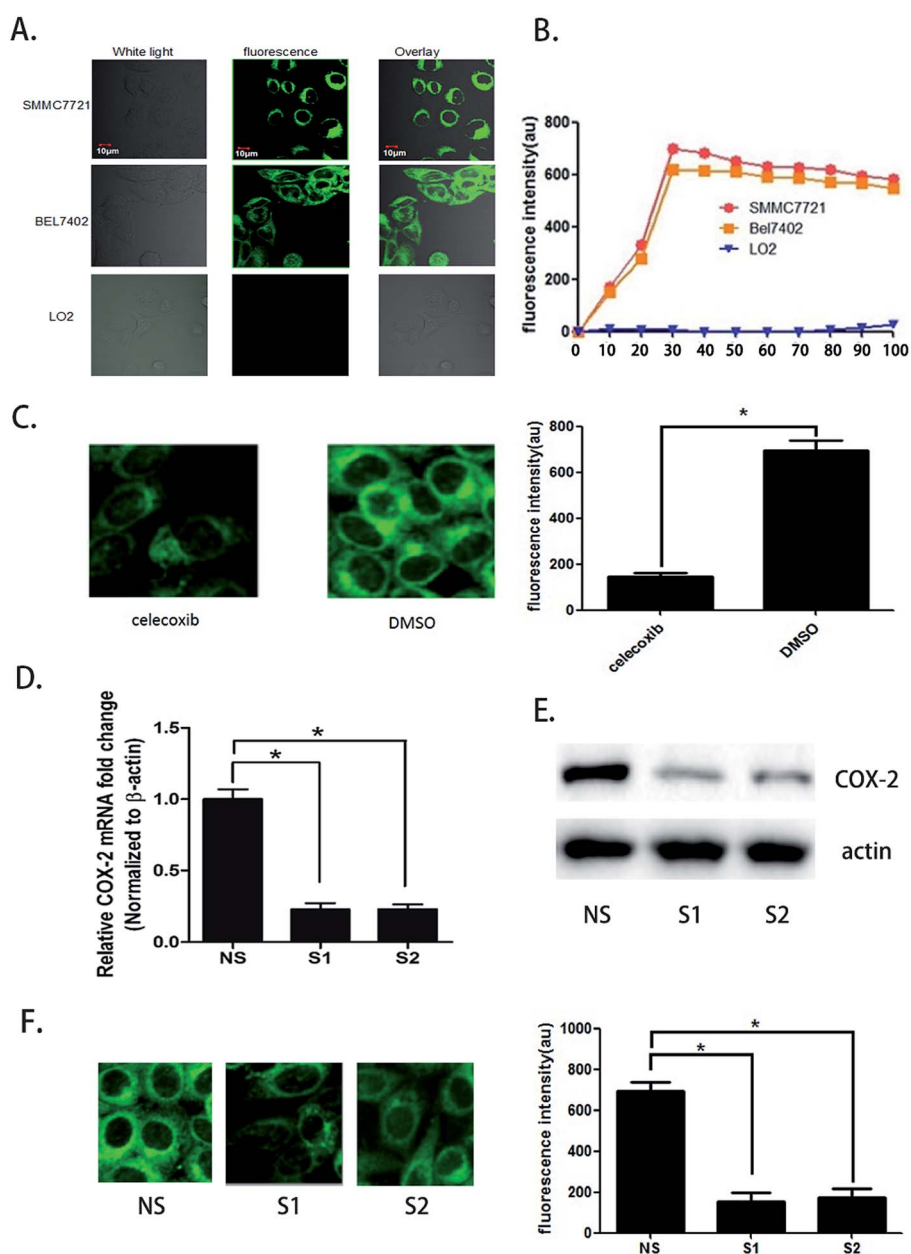 A.
White light fluorescence Overlay
SMMC7721
10μm 10μm 10μm
BEL7402
LO2
B.
fluorescence intensity(au)
800
600
400
200
0
SMMC7721
Bel7402
LO2
0 10 20 30 40 50 60 70 80 90 100
C.
celecoxib DMSO
fluorescence intensity(au)
800
600
400
200
0
*
celecoxib DMSO
D.
Relative COX-2 mRNA fold change
(Normalized to β-actin)
1.5
1.0
0.5
0.0
* *
NS S1 S2
E.
COX-2
actin
NS S1 S2
F.
NS S1 S2
fluorescence intensity(au)
1000
800
600
400
200
0
* *
NS S1 S2